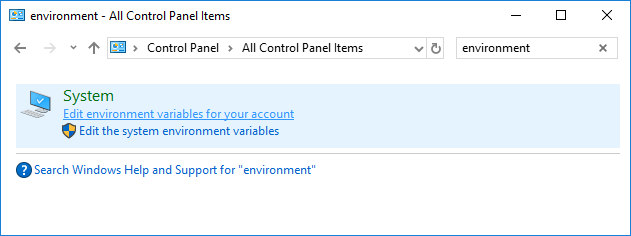 environment - All Control Panel Items
Control Panel All Control Panel Items environment
System
Edit environment variables for your account
Edit the system environment variables
? Search Windows Help and Support for "environment"